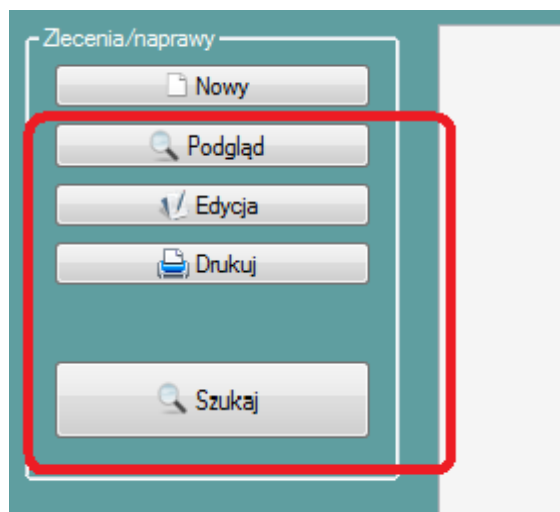 Zlecenia/naprawy
Nowy
Podgląd
Edycja
Drukuj
Szukaj